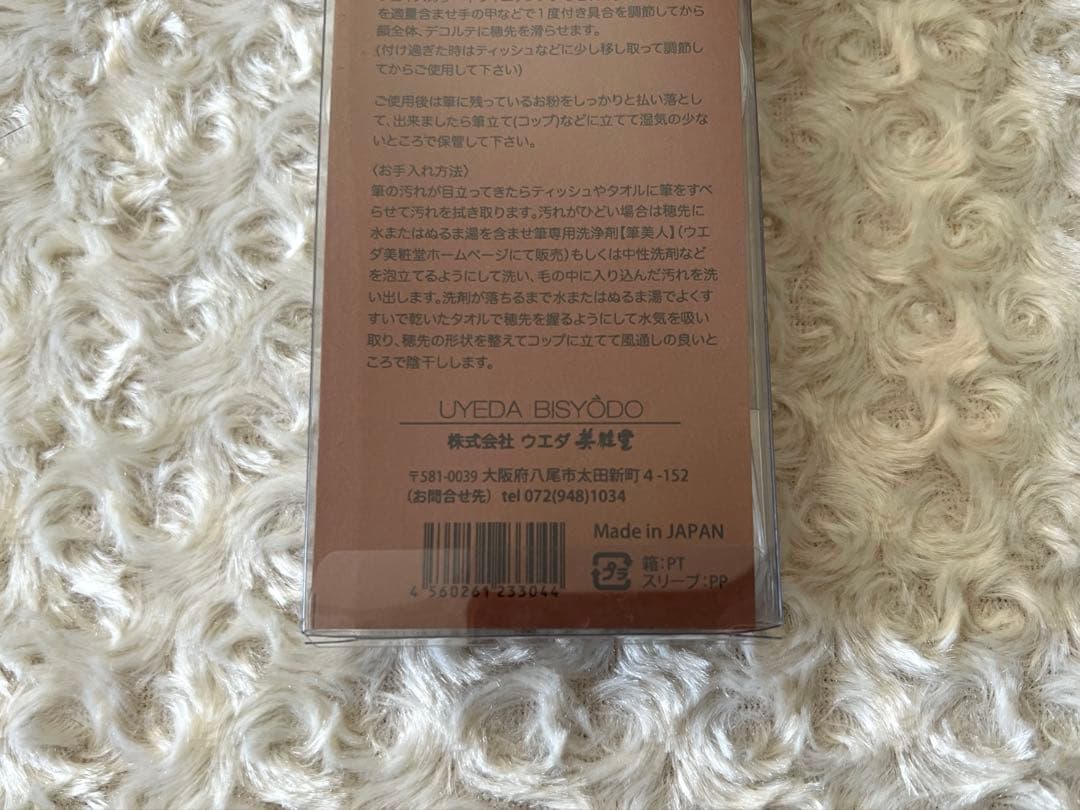 を適量含ませ手の甲などで1度付き具合を調節してから
顔全体、デコルテに穂先を滑らせます。
(付け過ぎた時はティッシュなどに少し移し取って調節し
てからご使用して下さい)
ご使用後は筆に残っているお粉をしっかりと払い落とし
て、出来ましたら筆立て(コップ)などに立てて湿気の少な
いところで保管して下さい。
〈お手入れ方法〉
筆の汚れが目立ってきたらティッシュやタオルに筆をすべ
らせて汚れを拭き取ります。汚れがひどい場合は穂先に
水またはぬるま湯を含ませ筆専用洗浄剤【筆美人】(ウエ
ダ美粧堂ホームページにて販売)もしくは中性洗剤など
を泡立てるようにして洗い、毛の中に入り込んだ汚れを洗
い出します。洗剤が落ちるまで水またはぬるま湯でよくす
すいで乾いたタオルで穂先を握るようにして水気を吸い
取り、穂先の形状を整えてコップに立てて風通しの良いと
ころで陰干しします。
UYEDA BISYŌDO
株式会社 ウエダ 美粧堂
〒581-0039 大阪府八尾市太田新町4-152
(お問合せ先) tel 072(948)1034
Made in JAPAN
プラ
箱:PT
スリーブ:PP
4 560261 233044